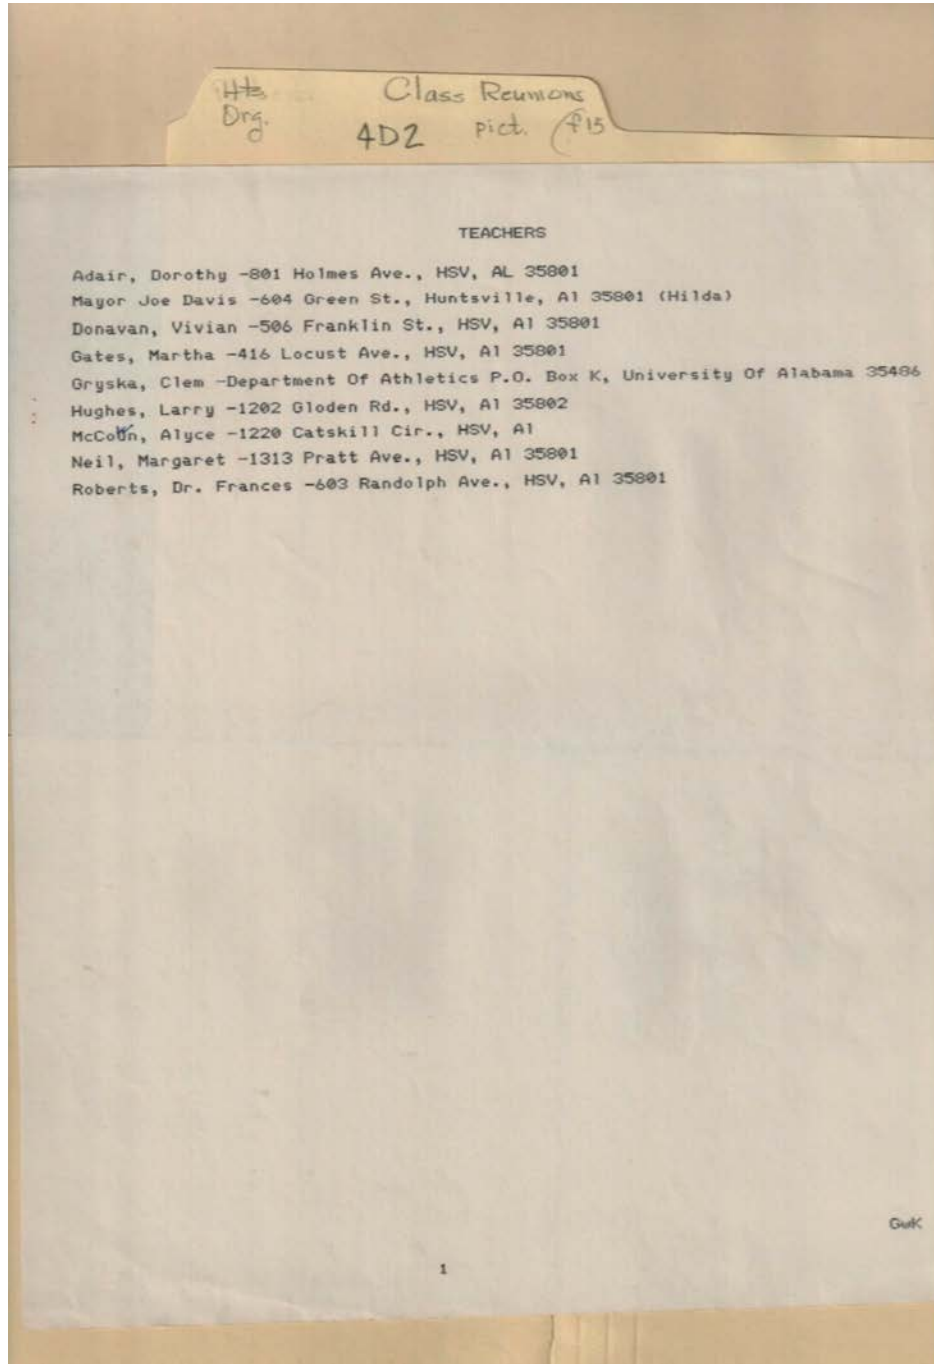 Hts Class Reunions
Org. 4D2 pict. f15
TEACHERS
Adair, Dorothy -801 Holmes Ave., HSV, AL 35801
Mayor Joe Davis -604 Green St., Huntsville, Al 35801 (Hilda)
Donavan, Vivian -506 Franklin St., HSV, Al 35801
Gates, Martha -416 Locust Ave., HSV, Al 35801
Gryska, Clem -Department Of Athletics P.O. Box K, University Of Alabama 35486
Hughes, Larry -1202 Gloden Rd., HSV, Al 35802
McCown, Alyce -1220 Catskill Cir., HSV, Al
Neil, Margaret -1313 Pratt Ave., HSV, Al 35801
Roberts, Dr. Frances -603 Randolph Ave., HSV, Al 35801
GwK
1